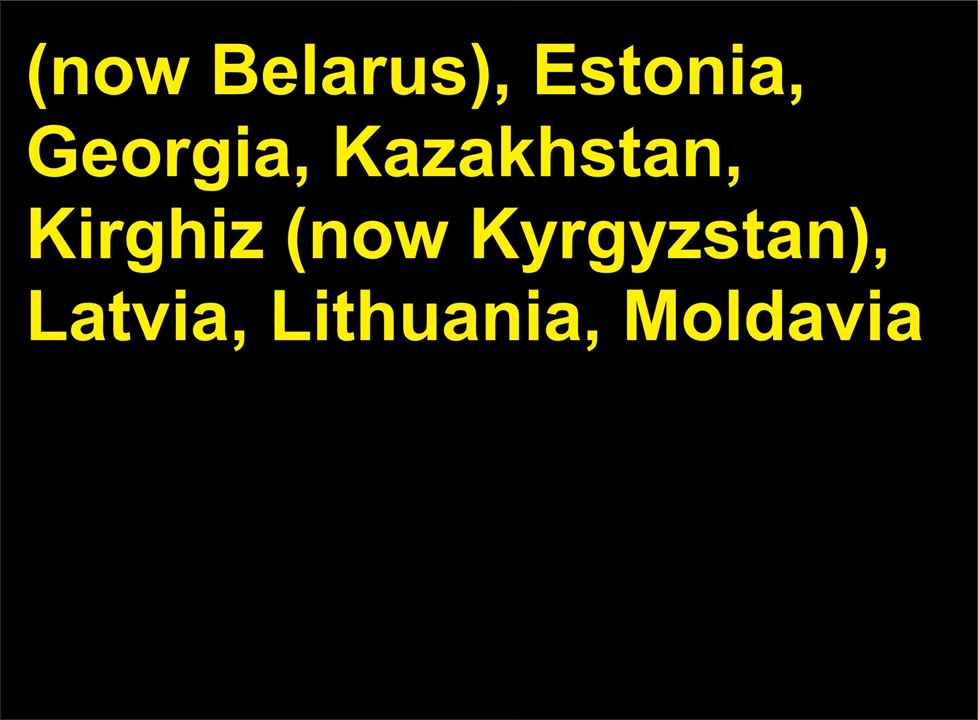 (now Belarus), Estonia,
Georgia, Kazakhstan,
Kirghiz (now Kyrgyzstan),
Latvia, Lithuania, Moldavia